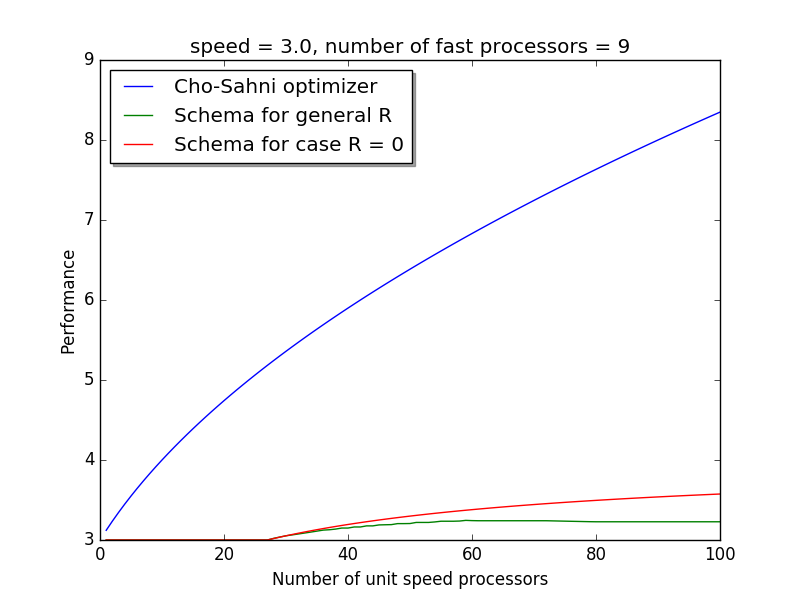 speed = 3.0, number of fast processors = 9
Cho-Sahni optimizer
Schema for general R
Schema for case R = 0
Performance
9
8
7
6
5
4
3
0 20 40 60 80 100
Number of unit speed processors